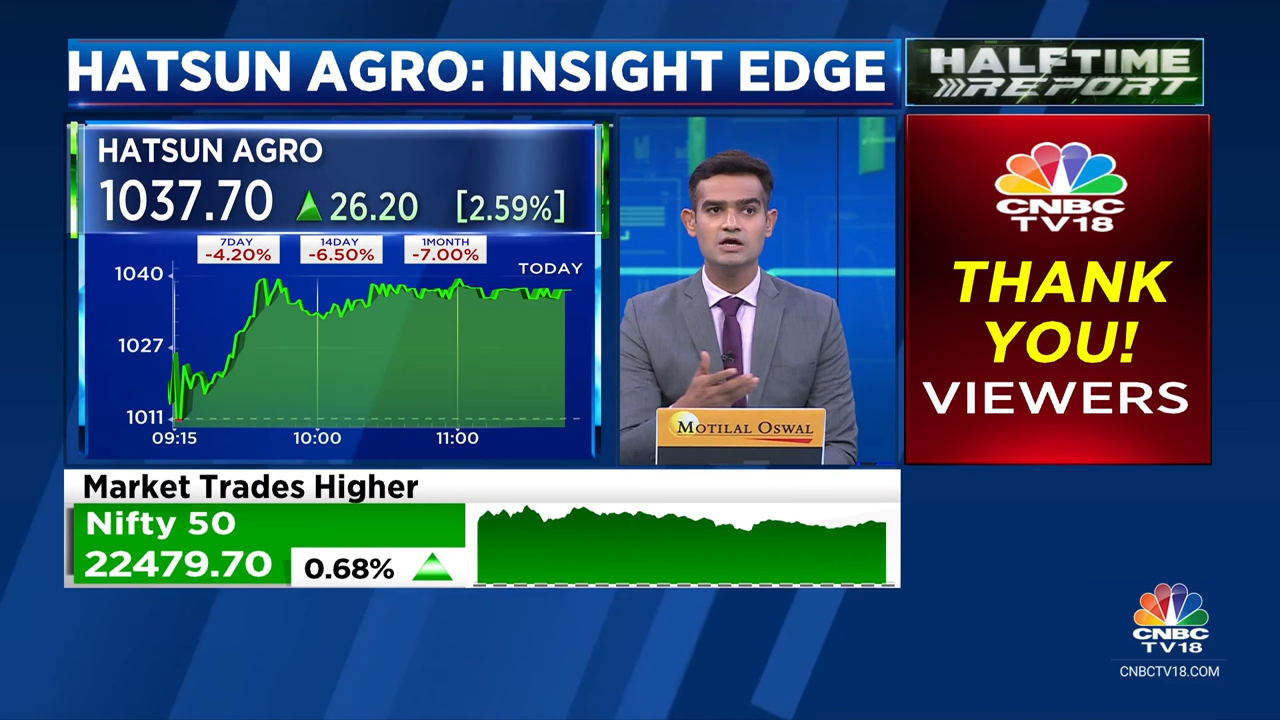 HATSUN AGRO: INSIGHT EDGE
HALFTIME
REPORT
HATSUN AGRO
1037.70 26.20 [2.59%]
7DAY 14DAY 1MONTH
-4.20% -6.50% -7.00%
TODAY
1040
1027
1011
09:15 10:00 11:00
MOTILAL OSWAL
CNBC
TV18
THANK
YOU!
VIEWERS
Market Trades Higher
Nifty 50
22479.70 0.68%
CNBC
TV18
CNBCTV18.COM